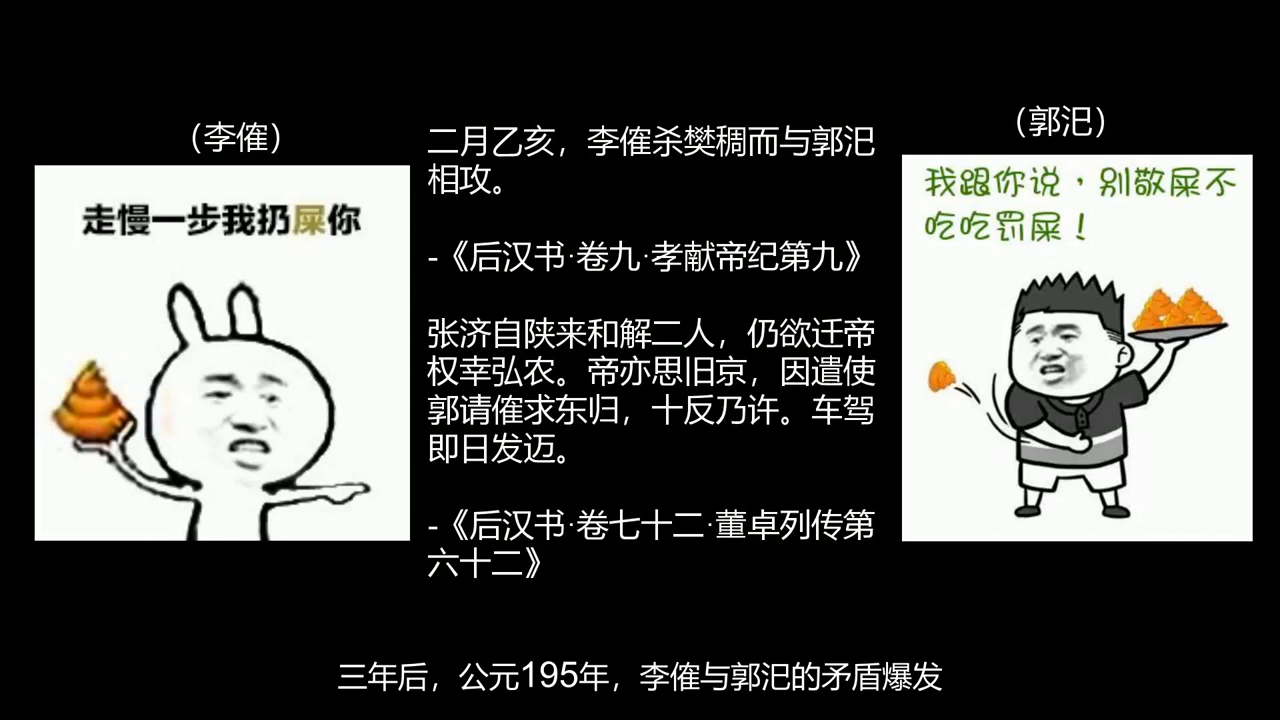 （李傕）
走慢一步我扔屎你
二月乙亥，李傕杀樊稠而与郭汜
相攻。
-《后汉书·卷九·孝献帝纪第九》
张济自陕来和解二人，仍欲迁帝
权幸弘农。帝亦思旧京，因遣使
郭请傕求东归，十反乃许。车驾
即日发迈。
-《后汉书·卷七十二·董卓列传第
六十二》
（郭汜）
我跟你说，别敬屎不
吃吃罚屎！
三年后，公元195年，李傕与郭汜的矛盾爆发